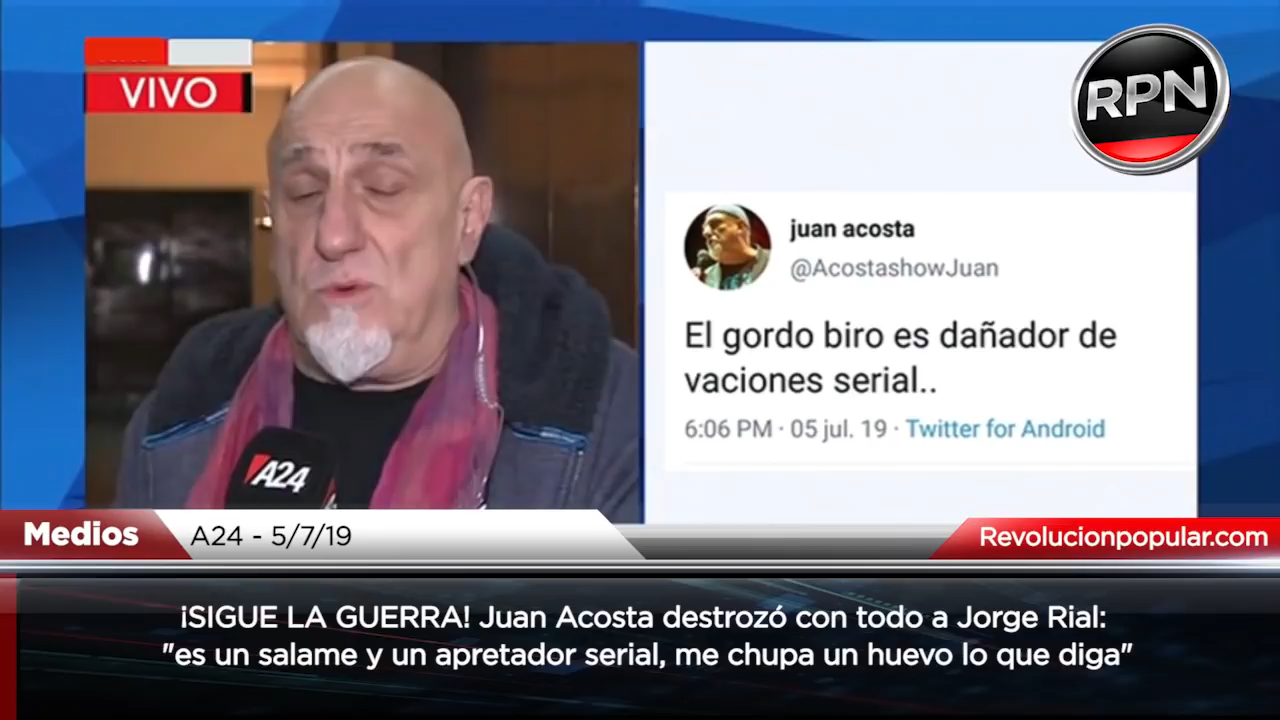 VIVO
RPN
juan acosta
@AcostashowJuan
El gordo biro es dañador de
vaciones serial..
6:06 PM · 05 jul. 19 · Twitter for Android
A24
Medios
A24 - 5/7/19
Revolucionpopular.com
¡SIGUE LA GUERRA! Juan Acosta destrozó con todo a Jorge Rial:
"es un salame y un apretador serial, me chupa un huevo lo que diga"